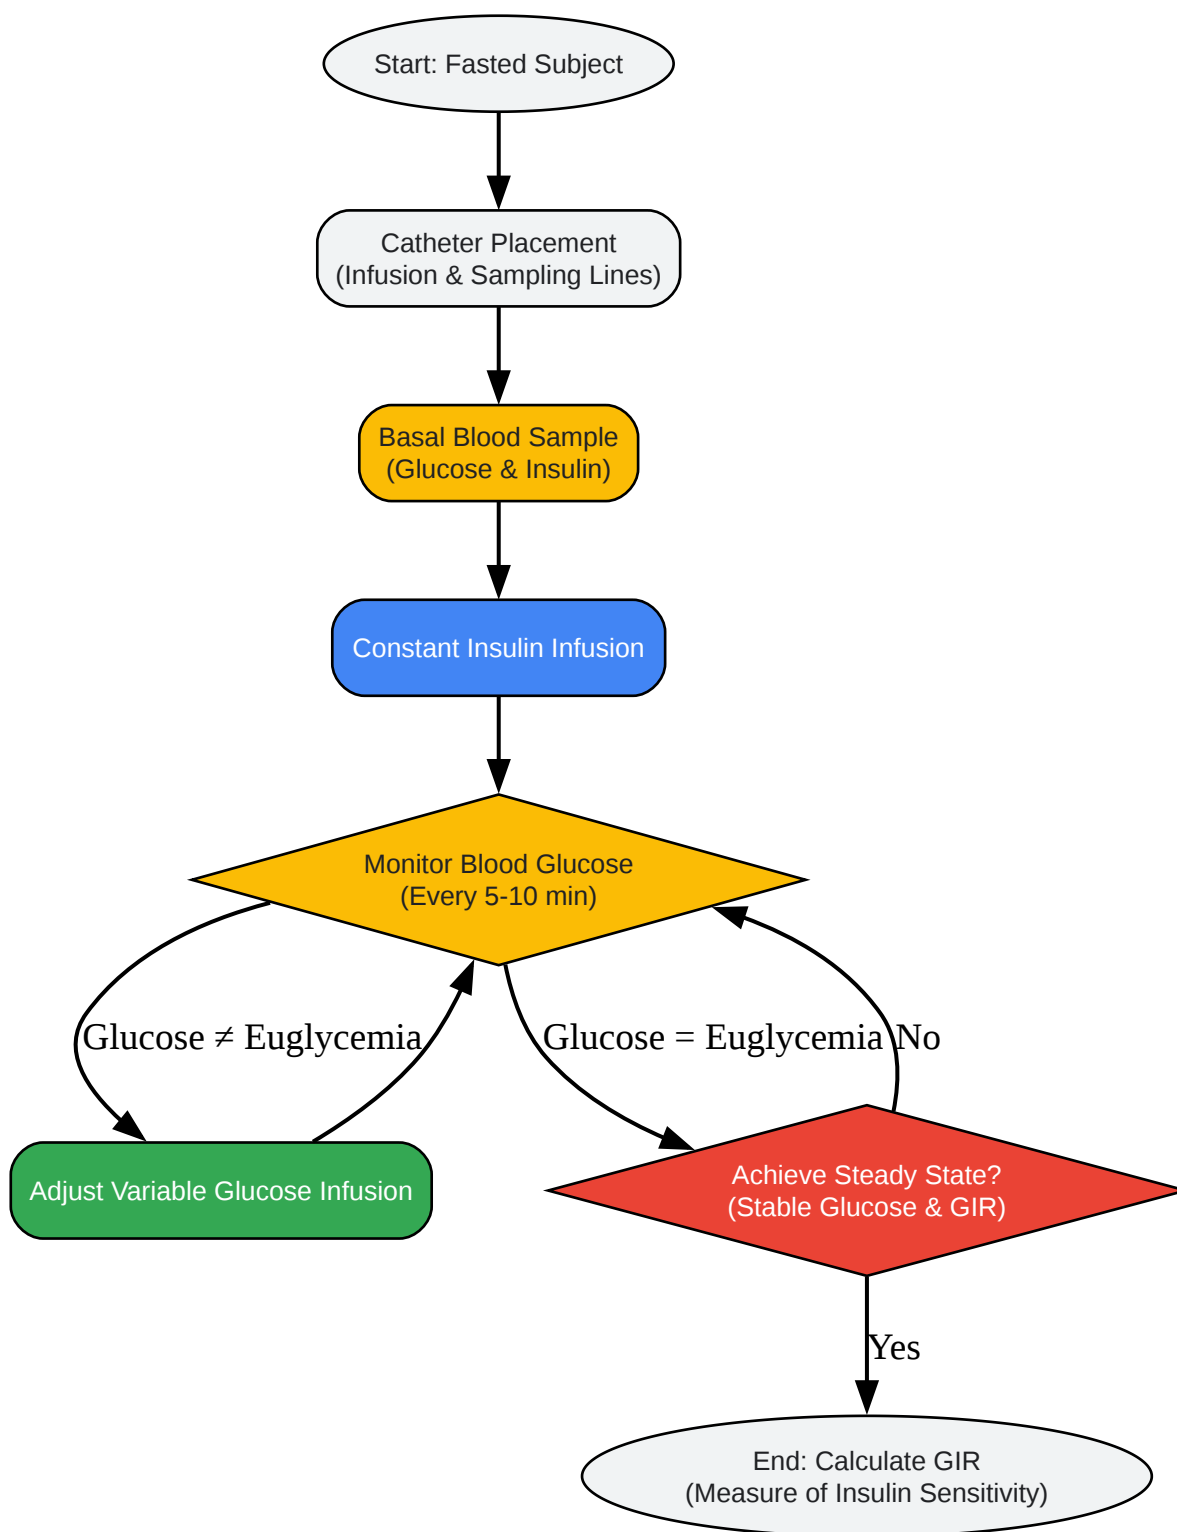 Start: Fasted Subject
Catheter Placement
(Infusion & Sampling Lines)
Basal Blood Sample
(Glucose & Insulin)
Constant Insulin Infusion
Monitor Blood Glucose
(Every 5-10 min)
Glucose ≠ Euglycemia
Glucose = Euglycemia
No
Adjust Variable Glucose Infusion
Achieve Steady State?
(Stable Glucose & GIR)
Yes
End: Calculate GIR
(Measure of Insulin Sensitivity)